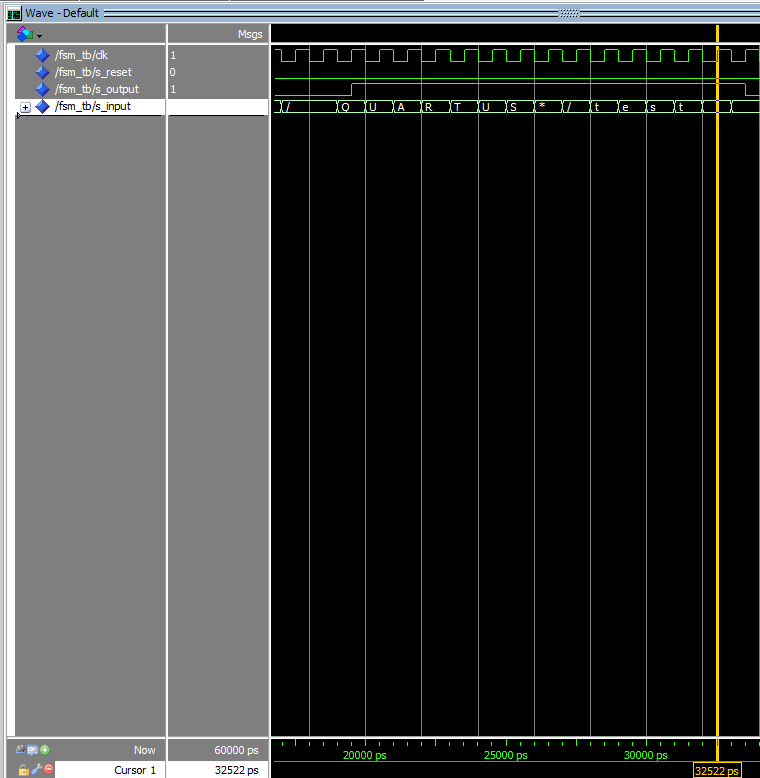 Wave - Default
Msgs
/fsm_tb/clk 1
/fsm_tb/s_reset 0
/fsm_tb/s_output 1
/fsm_tb/s_input / Q U A R T U S * / t e s t
Now 60000 ps 20000 ps 25000 ps 30000 ps
Cursor 1 32522 ps 32522 ps